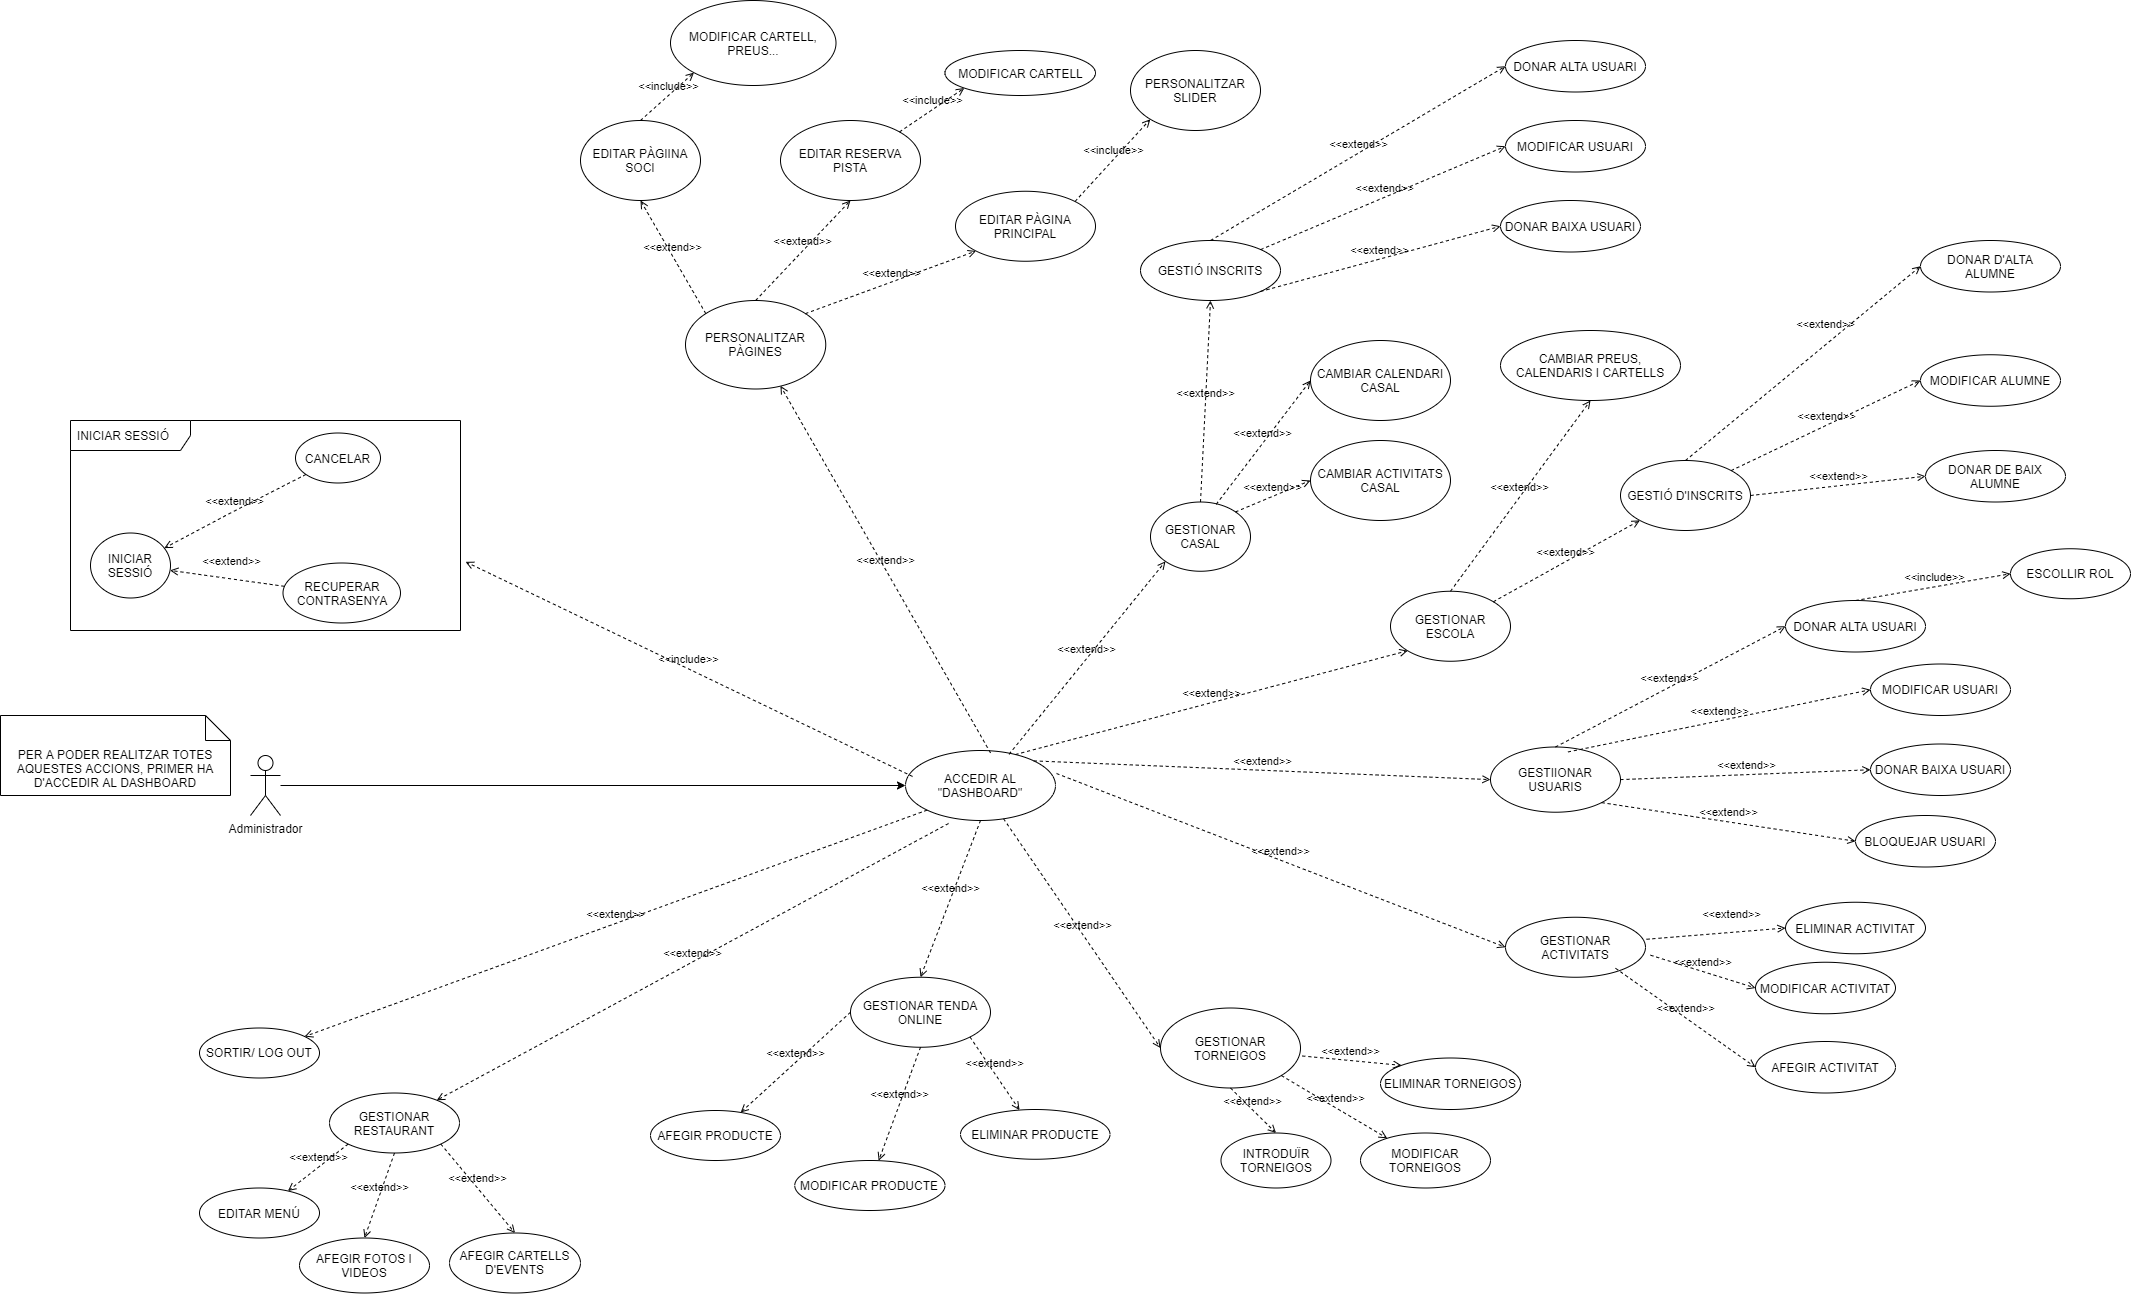 MODIFICAR CARTELL,
PREUS...
<<include>>
EDITAR PÀGIINA
SOCI
<<extend>>
MODIFICAR CARTELL
<<include>>
EDITAR RESERVA
PISTA
<<extend>>
PERSONALITZAR
SLIDER
<<include>>
EDITAR PÀGINA
PRINCIPAL
<<extend>>
PERSONALITZAR
PÀGINES
<<extend>>
DONAR ALTA USUARI
<<extend>>
MODIFICAR USUARI
<<extend>>
DONAR BAIXA USUARI
<<extend>>
GESTIÓ INSCRITS
<<extend>>
CAMBIAR CALENDARI
CASAL
<<extend>>
CAMBIAR ACTIVITATS
CASAL
<<extend>>
GESTIONAR
CASAL
<<extend>>
CAMBIAR PREUS,
CALENDARIS I CARTELLS
<<extend>>
DONAR D'ALTA
ALUMNE
<<extend>>
MODIFICAR ALUMNE
<<extend>>
DONAR DE BAIX
ALUMNE
<<extend>>
GESTIÓ D'INSCRITS
<<extend>>
GESTIONAR
ESCOLA
<<extend>>
INICIAR SESSIÓ
CANCELAR
<<extend>>
INICIAR
SESSIÓ
<<extend>>
RECUPERAR
CONTRASENYA
<<include>>
PER A PODER REALITZAR TOTES
AQUESTES ACCIONS, PRIMER HA
D'ACCEDIR AL DASHBOARD
Administrador
ACCEDIR AL
"DASHBOARD"
ESCOLLIR ROL
<<include>>
DONAR ALTA USUARI
<<extend>>
MODIFICAR USUARI
<<extend>>
<<extend>>
GESTIIONAR
USUARIS
<<extend>>
DONAR BAIXA USUARI
<<extend>>
BLOQUEJAR USUARI
<<extend>>
GESTIONAR
ACTIVITATS
<<extend>>
ELIMINAR ACTIVITAT
<<extend>>
MODIFICAR ACTIVITAT
<<extend>>
AFEGIR ACTIVITAT
<<extend>>
SORTIR/ LOG OUT
<<extend>>
GESTIONAR
RESTAURANT
<<extend>>
EDITAR MENÚ
<<extend>>
AFEGIR FOTOS I
VIDEOS
<<extend>>
AFEGIR CARTELLS
D'EVENTS
<<extend>>
GESTIONAR TENDA
ONLINE
<<extend>>
AFEGIR PRODUCTE
<<extend>>
MODIFICAR PRODUCTE
<<extend>>
ELIMINAR PRODUCTE
<<extend>>
GESTIONAR
TORNEIGOS
<<extend>>
ELIMINAR TORNEIGOS
<<extend>>
INTRODUÏR
TORNEIGOS
<<extend>>
MODIFICAR
TORNEIGOS